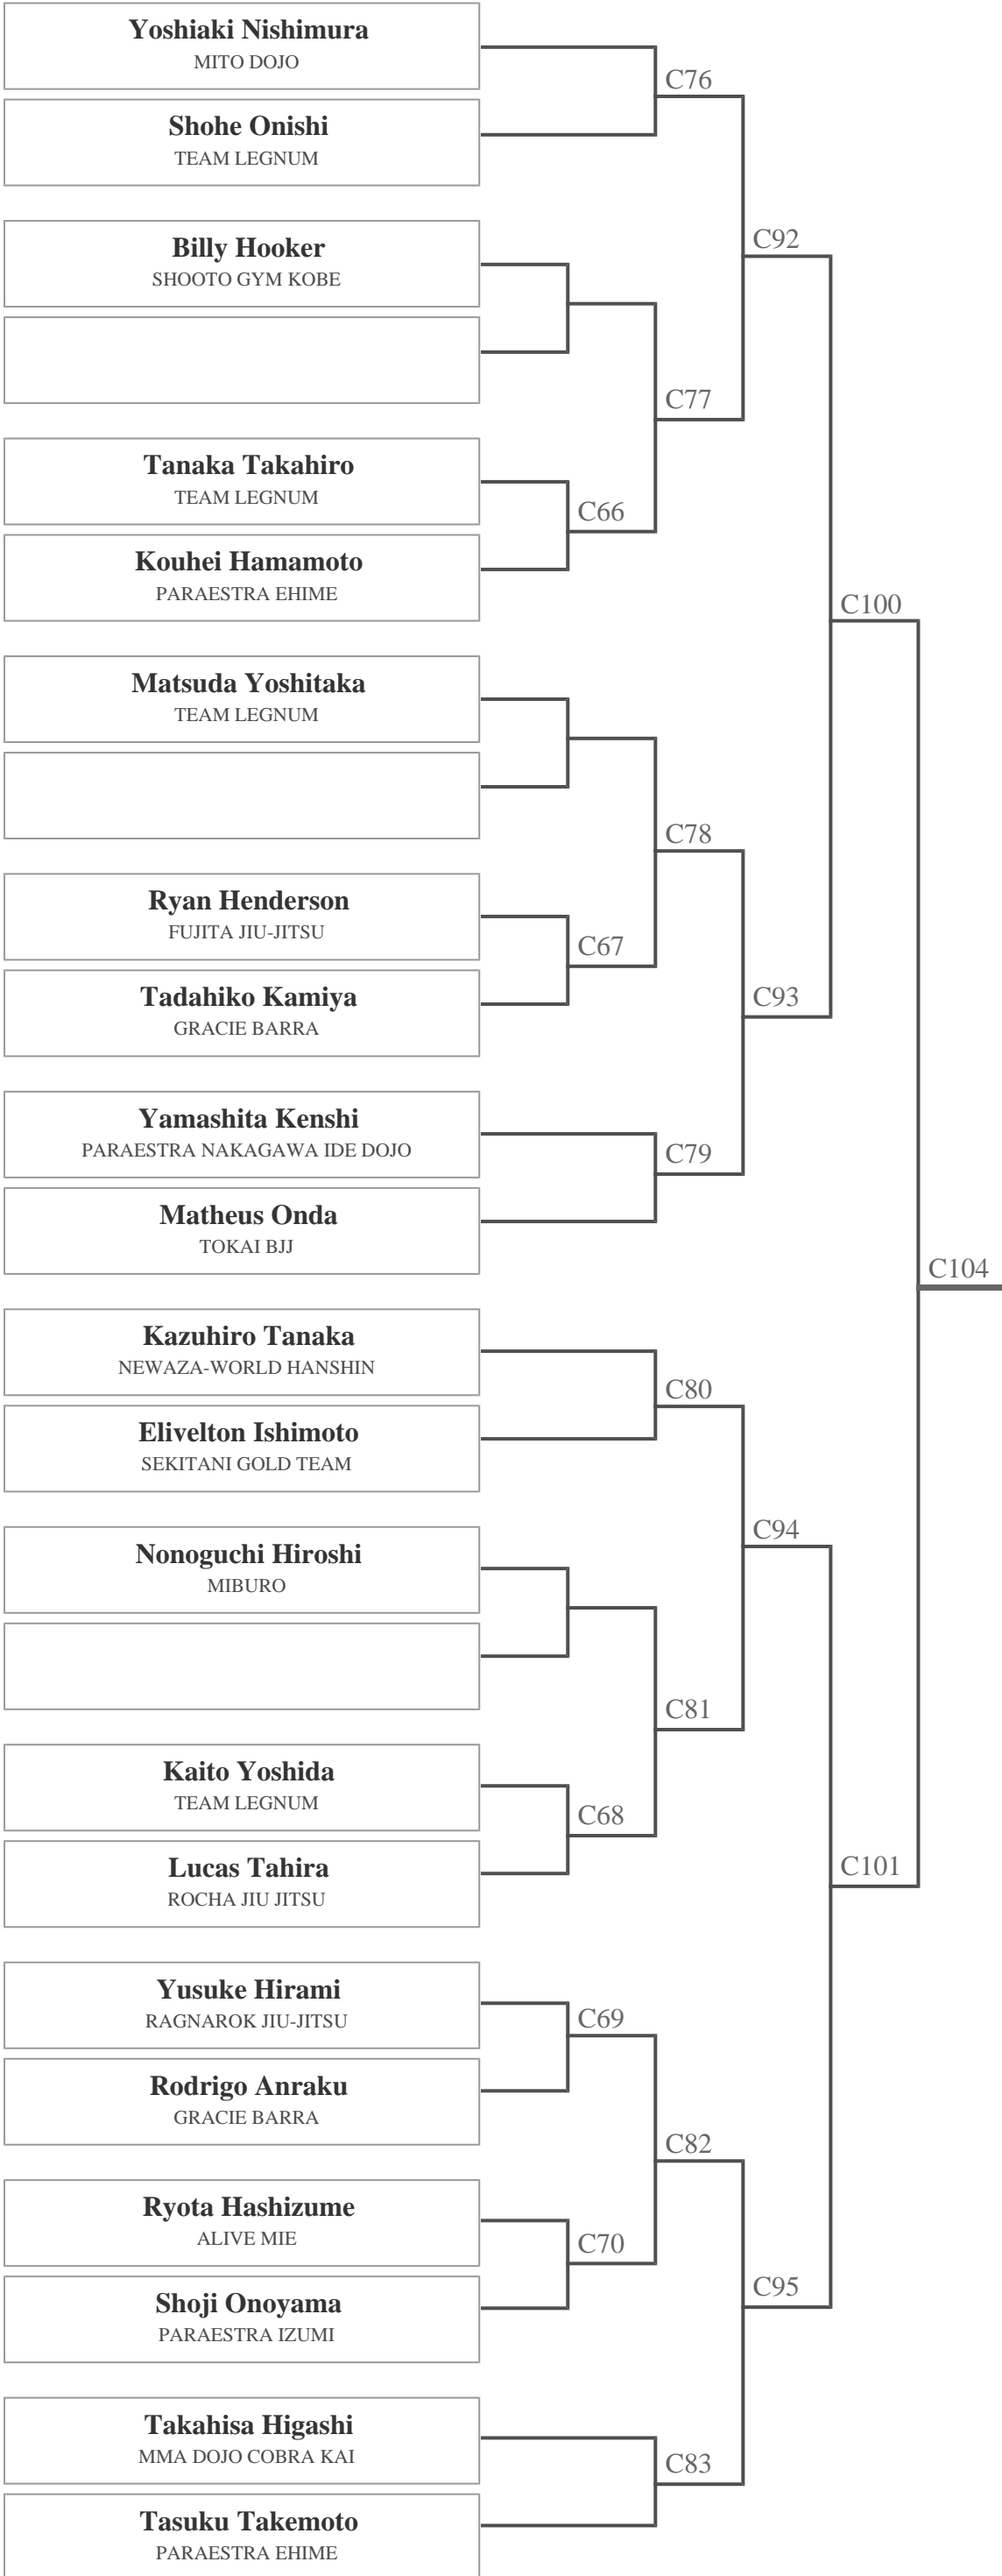 Yoshiaki Nishimura
MITO DOJO
C76
Shohe Onishi
TEAM LEGNUM
C92
Billy Hooker
SHOOTO GYM KOBE
C77
Tanaka Takahiro
TEAM LEGNUM
C66
Kouhei Hamamoto
PARAESTRA EHIME
C100
Matsuda Yoshitaka
TEAM LEGNUM
C78
Ryan Henderson
FUJITA JIU-JITSU
C67
Tadahiko Kamiya
GRACIE BARRA
C93
Yamashita Kenshi
PARAESTRA NAKAGAWA IDE DOJO
C79
Matheus Onda
TOKAI BJJ
C104
Kazuhiro Tanaka
NEWAZA-WORLD HANSHIN
C80
Elivelton Ishimoto
SEKITANI GOLD TEAM
C94
Nonoguchi Hiroshi
MIBURO
C81
Kaito Yoshida
TEAM LEGNUM
C68
Lucas Tahira
ROCHA JIU JITSU
C101
Yusuke Hirami
RAGNAROK JIU-JITSU
C69
Rodrigo Anraku
GRACIE BARRA
C82
Ryota Hashizume
ALIVE MIE
C70
Shoji Onoyama
PARAESTRA IZUMI
C95
Takahisa Higashi
MMA DOJO COBRA KAI
C83
Tasuku Takemoto
PARAESTRA EHIME